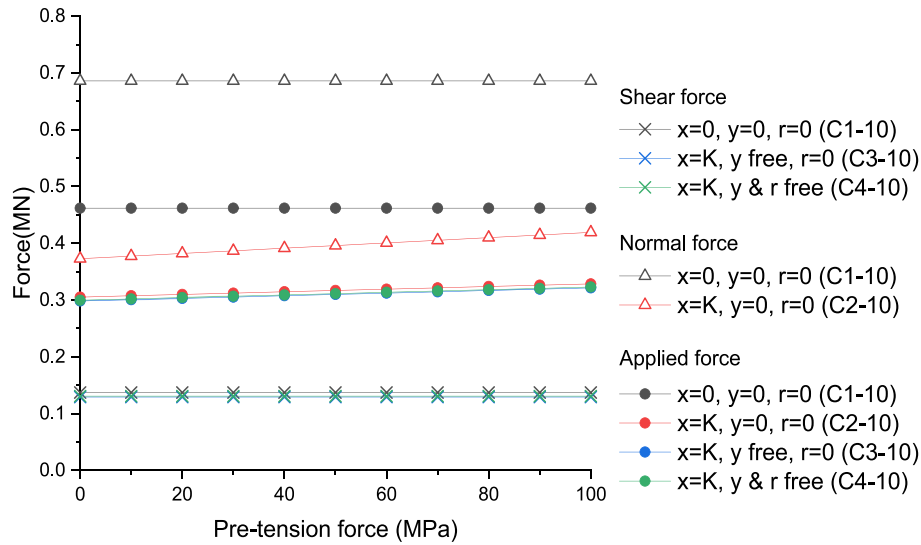 Force(MN)
0.8
0.7
0.6
0.5
0.4
0.3
0.2
0.1
0.0
0
20
40
60
80
100
Pre-tension force (MPa)
Shear force
x=0, y=0, r=0 (C1-10)
x=K, y free, r=0 (C3-10)
x=K, y & r free (C4-10)
Normal force
x=0, y=0, r=0 (C1-10)
x=K, y=0, r=0 (C2-10)
Applied force
x=0, y=0, r=0 (C1-10)
x=K, y=0, r=0 (C2-10)
x=K, y free, r=0 (C3-10)
x=K, y & r free (C4-10)